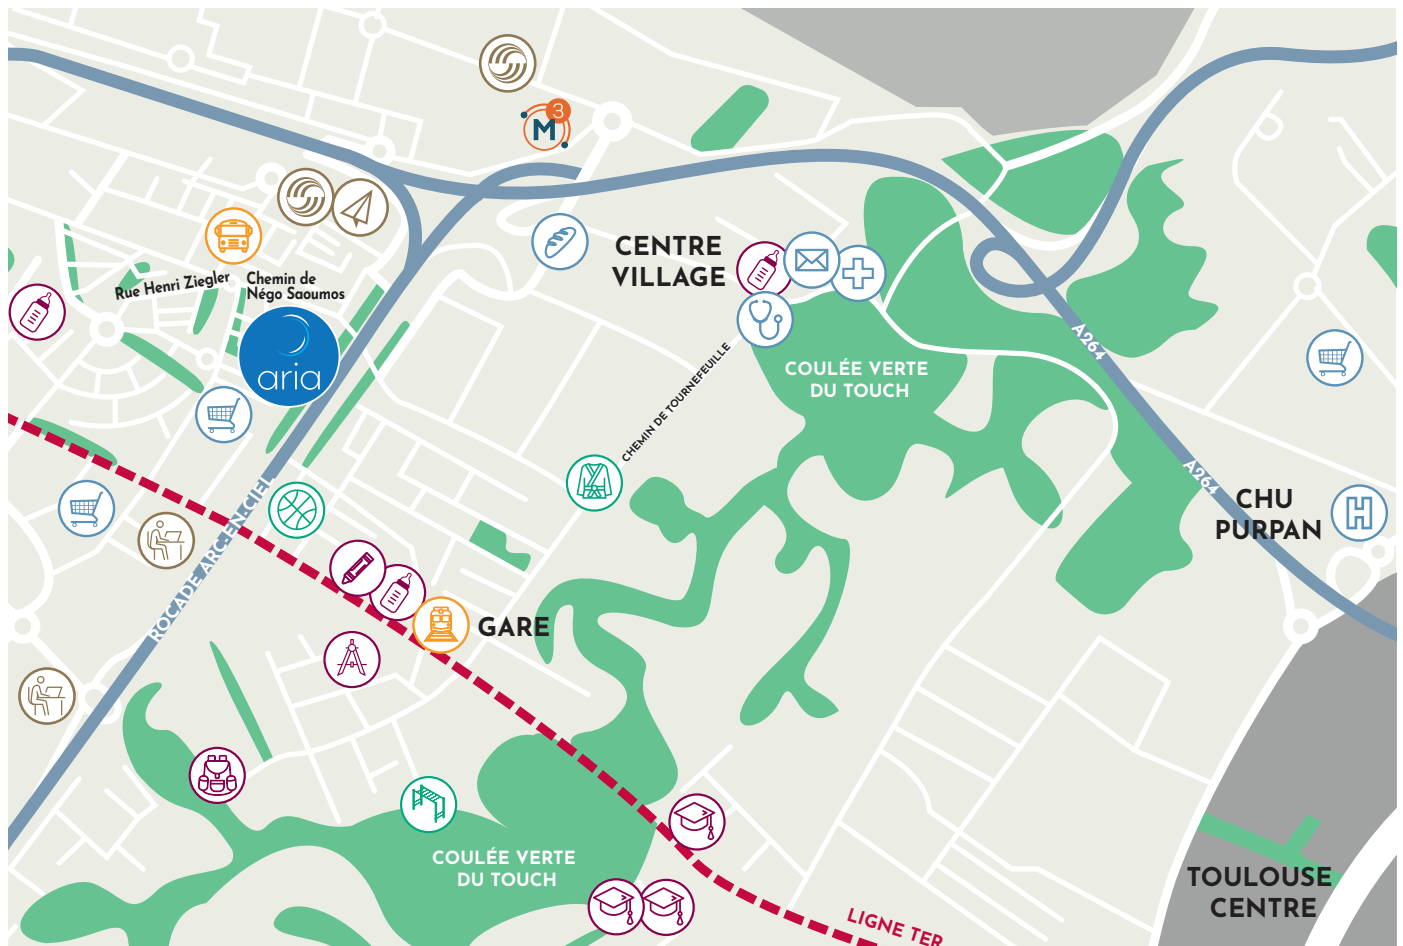 M
3
CENTRE
VILLAGE
Rue Henri Ziegler
Chemin de
Négo Saoumos
aria
A264
COULÉE VERTE
DU TOUCH
CHEMIN DE TOURNEFEUILLE
A264
CHU
PURPAN
H
ROCADE ARC-EN-CIEL
GARE
COULÉE VERTE
DU TOUCH
TOULOUSE
CENTRE
LIGNE TER